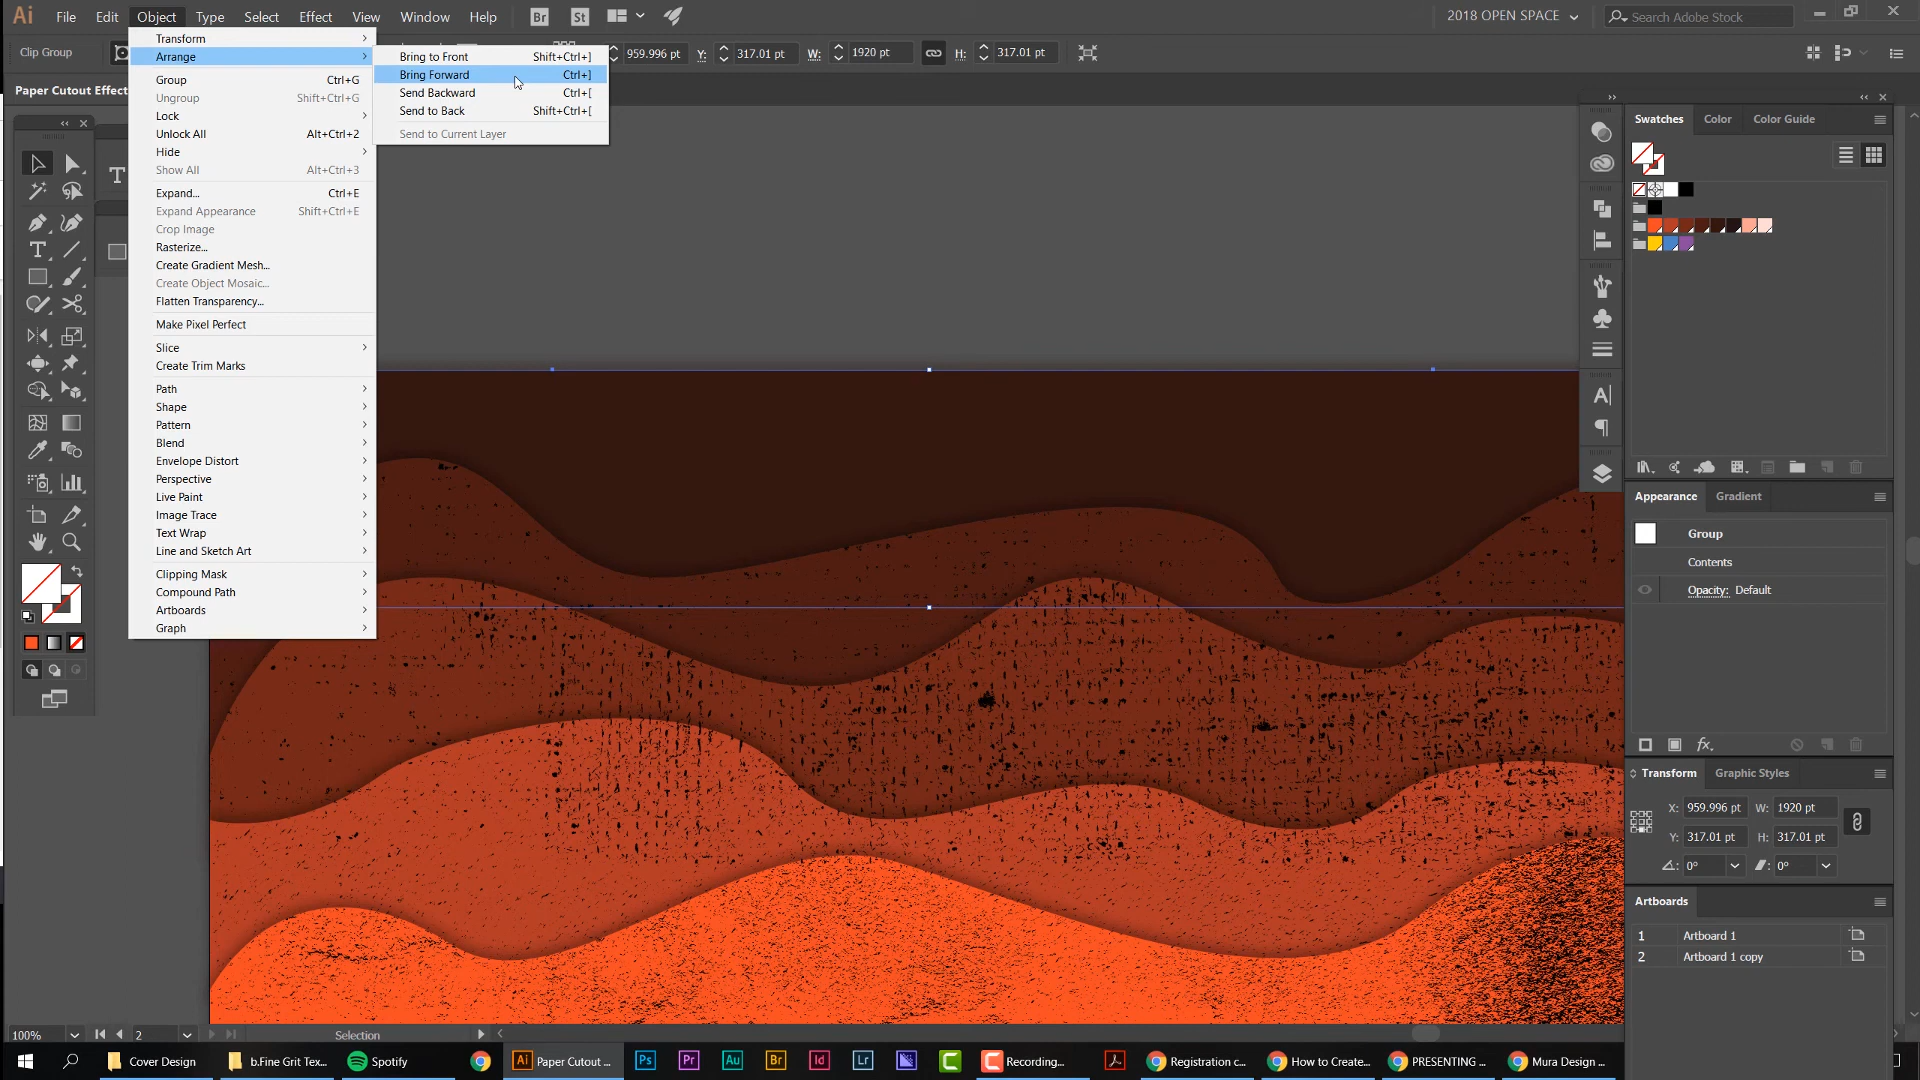 Ai File Edit Object Type Select Effect View Window Help Br St 2018 OPEN SPACE Search Adobe Stock
Clip Group 959.996 pt Y: 317.01 pt W: 1920 pt H: 317.01 pt
Paper Cutout Effect
Transform
Arrange
Group Ctrl+G
Ungroup Shift+Ctrl+G
Lock
Unlock All Alt+Ctrl+2
Hide
Show All Alt+Ctrl+3
Expand... Ctrl+E
Expand Appearance Shift+Ctrl+E
Crop Image
Rasterize...
Create Gradient Mesh...
Create Object Mosaic...
Flatten Transparency...
Make Pixel Perfect
Slice
Create Trim Marks
Path
Shape
Pattern
Blend
Envelope Distort
Perspective
Live Paint
Image Trace
Text Wrap
Line and Sketch Art
Clipping Mask
Compound Path
Artboards
Graph
Bring to Front Shift+Ctrl+]
Bring Forward Ctrl+]
Send Backward Ctrl+[
Send to Back Shift+Ctrl+[
Send to Current Layer
Swatches Color Color Guide
Appearance Gradient
Group
Contents
Opacity: Default
fx.
Transform Graphic Styles
X: 959.996 pt W: 1920 pt
Y: 317.01 pt H: 317.01 pt
0° 0°
Artboards
1 Artboard 1
2 Artboard 1 copy
100% 2 Selection
Cover Design b.Fine Grit Tex... Spotify Ai Paper Cutout ... Ps Pr Au Br Id Lr Recording... Registration c... How to Create... PRESENTING ... Mura Design ...